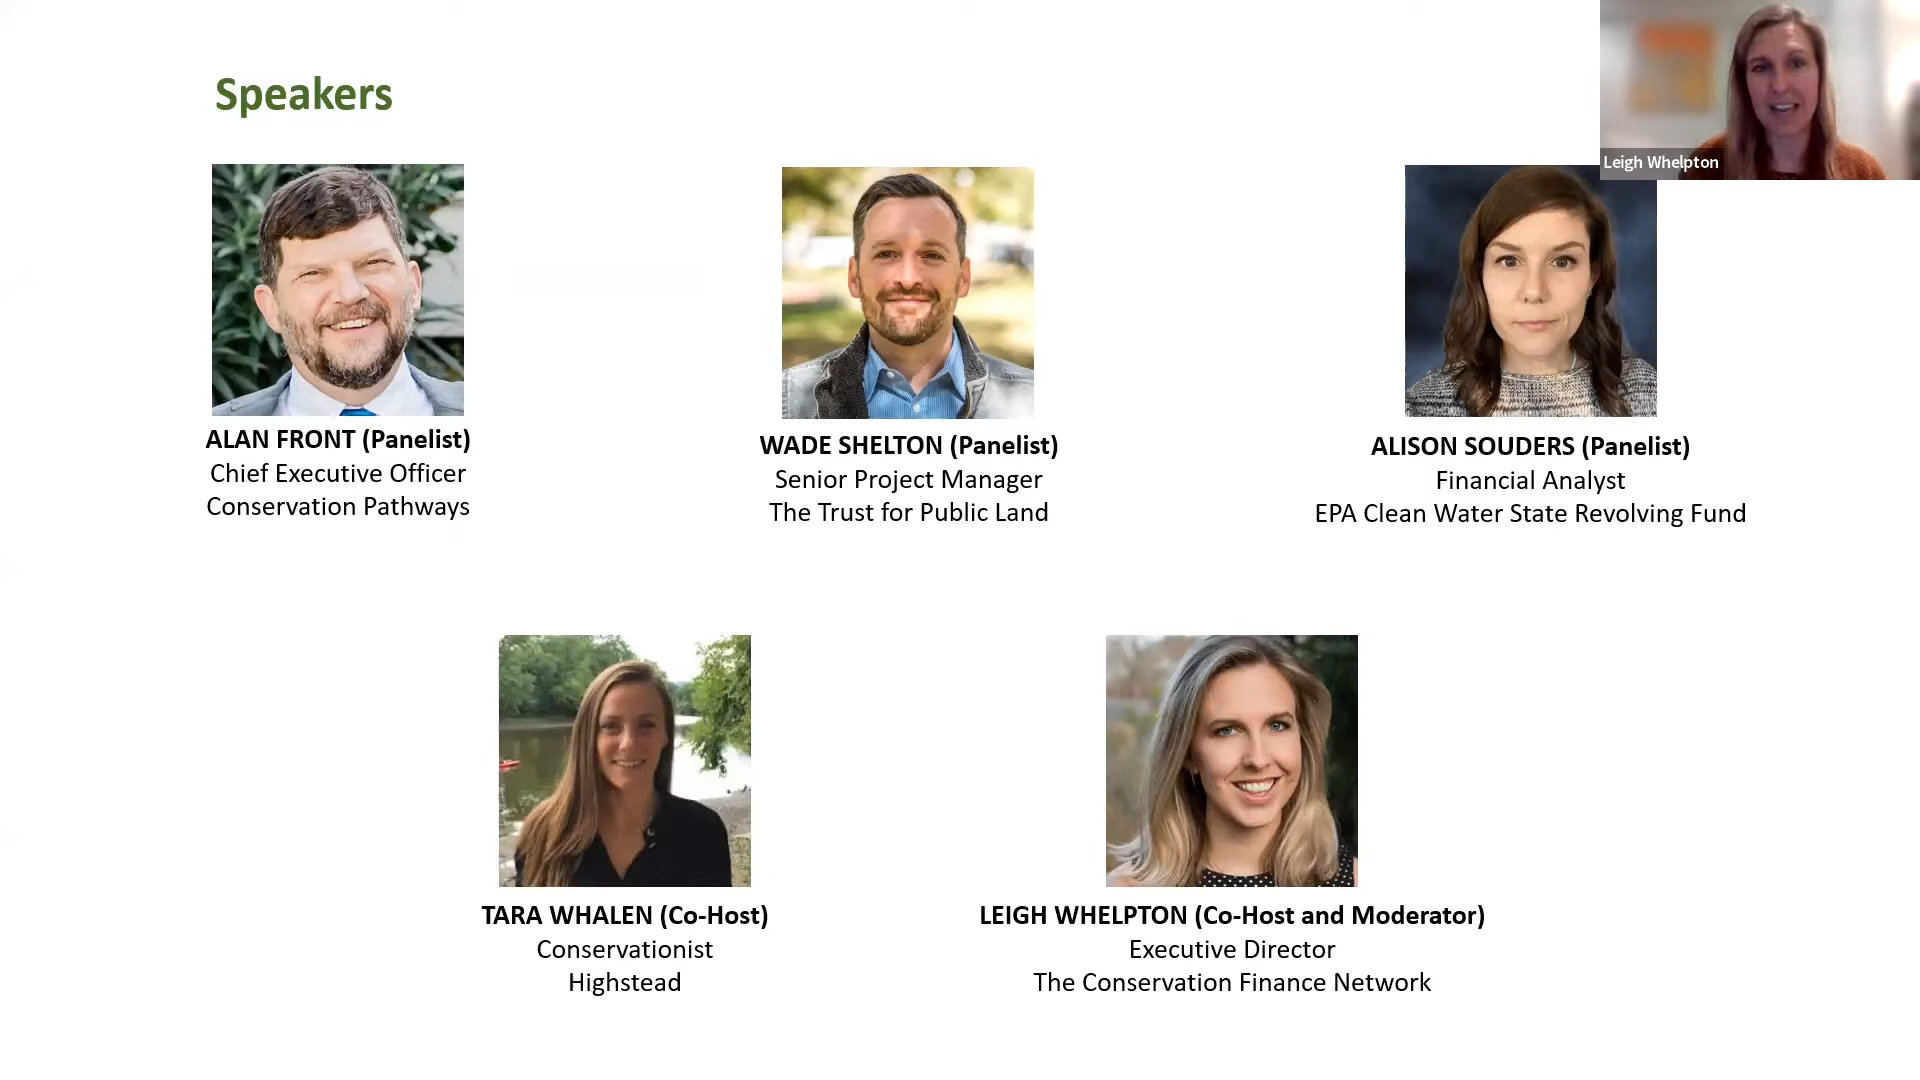 Speakers
Leigh Whelpton
ALAN FRONT (Panelist)
Chief Executive Officer
Conservation Pathways
WADE SHELTON (Panelist)
Senior Project Manager
The Trust for Public Land
ALISON SOUDERS (Panelist)
Financial Analyst
EPA Clean Water State Revolving Fund
TARA WHALEN (Co-Host)
Conservationist
Highstead
LEIGH WHELPTON (Co-Host and Moderator)
Executive Director
The Conservation Finance Network